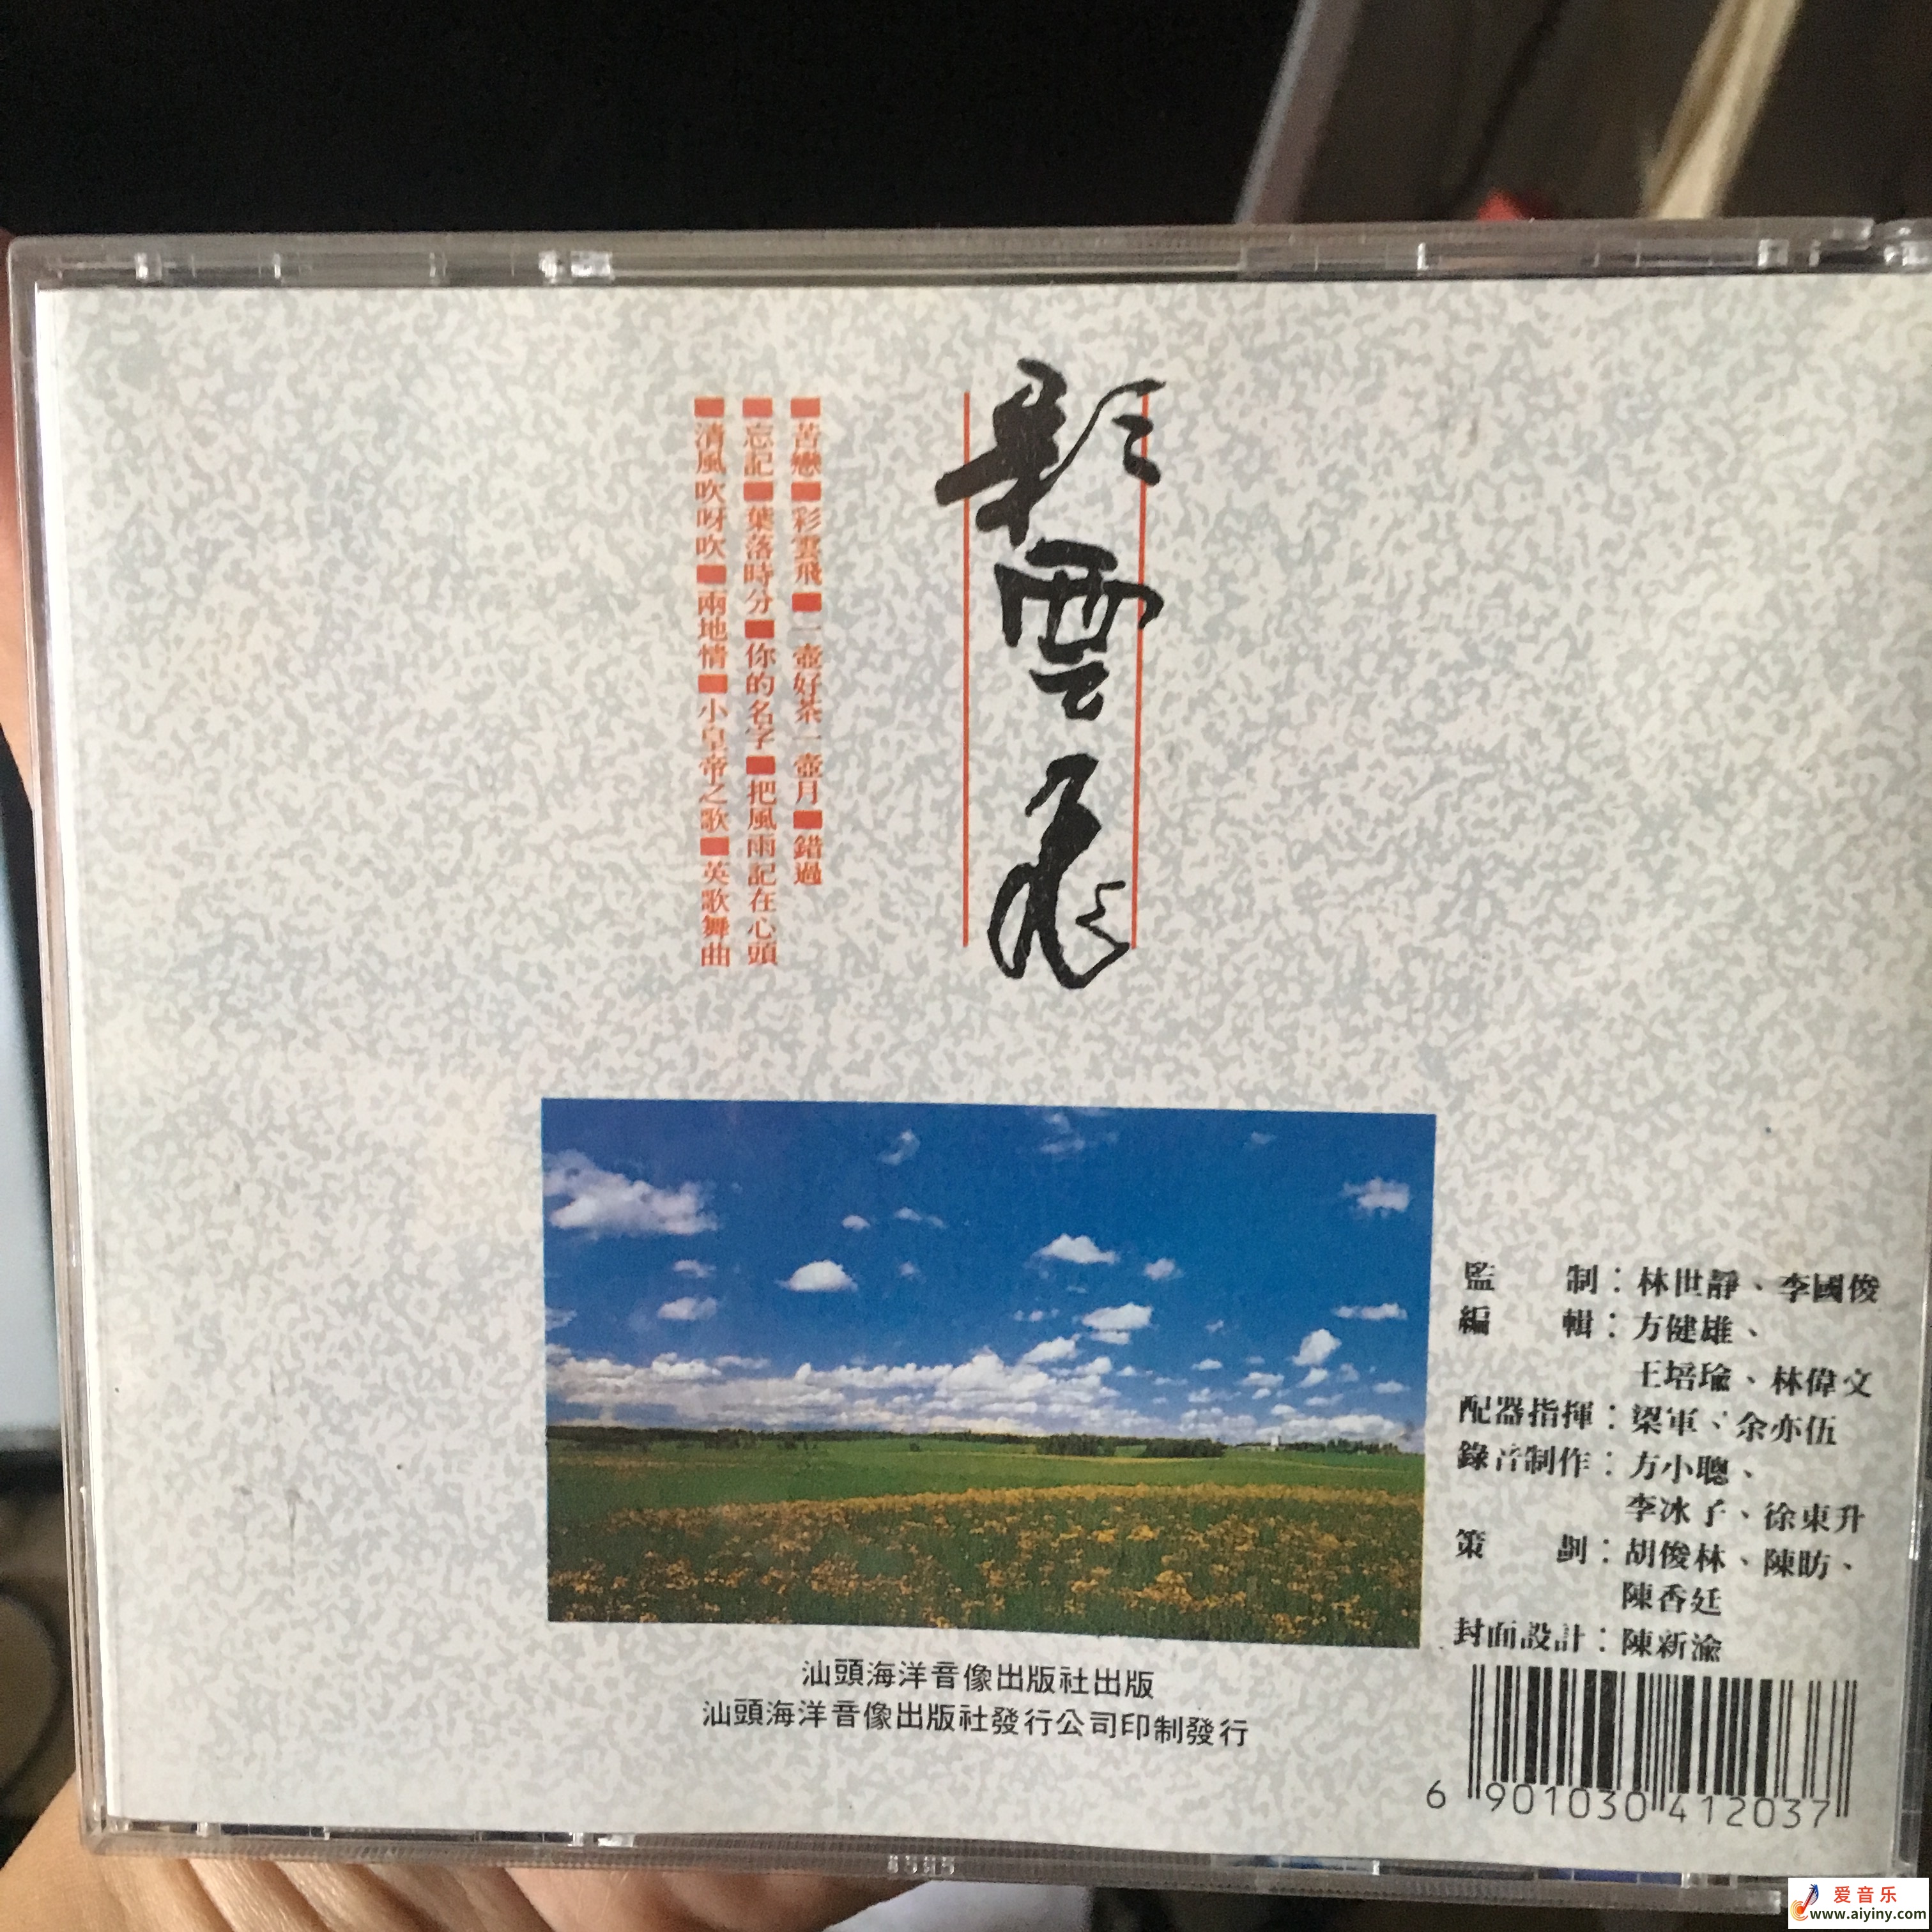 彩雲飛
■苦戀■彩雲飛■一壺好茶一壺月■錯過
■忘記■葉落時分■你的名字■把風雨記在心頭
■清風吹呀吹■兩地情■小皇帝之歌■英歌舞曲
監 制：林世靜、李國俊
編 輯：方健雄、
王培瑜、林偉文
配器指揮：梁軍、余亦伍
錄音制作：方小聰、
李冰子、徐東升
策 劃：胡俊林、陳昉、
陳香廷
封面設計：陳新渝
汕頭海洋音像出版社出版
汕頭海洋音像出版社發行公司印制發行
6 901030 412037
爱音乐
www.aiyiny.com